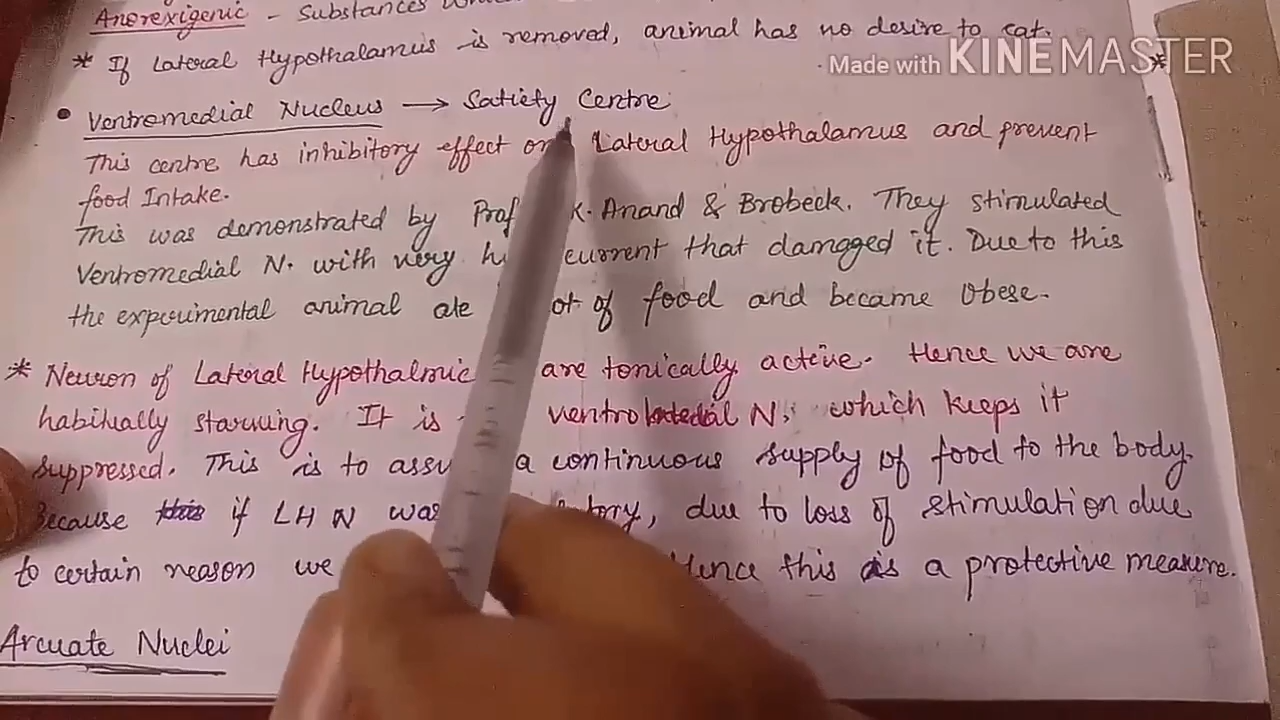 Anorexigenic - Substances
* If Lateral Hypothalamus is removed, animal has no desire to eat.
Made with KINEMASTER
*
• Ventromedial Nucleus → Satiety Centre
This centre has inhibitory effect on Lateral Hypothalamus and prevent
food Intake.
This was demonstrated by Prof K. Anand & Brobeck. They stimulated
Ventromedial N. with very current that damaged it. Due to this
the experimental animal ate of food and became Obese.
* Neuron of Lateral Hypothalmic are tonically active. Hence we are
habitually starving. It is ventromedial N, which keeps it
suppressed. This is to a continuous supply of food to the body.
Because if LHN was due to loss of stimulation due
to certain reason we Hence this is a protective measure.
Arcuate Nuclei